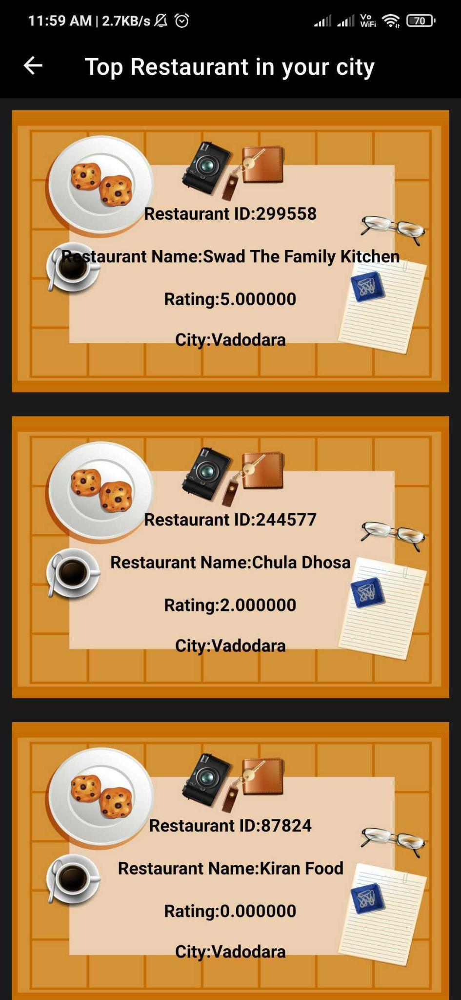 11:59 AM | 2.7KB/s
Vo
WiFi
70
Top Restaurant in your city
Restaurant ID:299558
Restaurant Name:Swad The Family Kitchen
Rating:5.000000
City:Vadodara
Restaurant ID:244577
Restaurant Name:Chula Dhosa
Rating:2.000000
City:Vadodara
Restaurant ID:87824
Restaurant Name:Kiran Food
Rating:0.000000
City:Vadodara